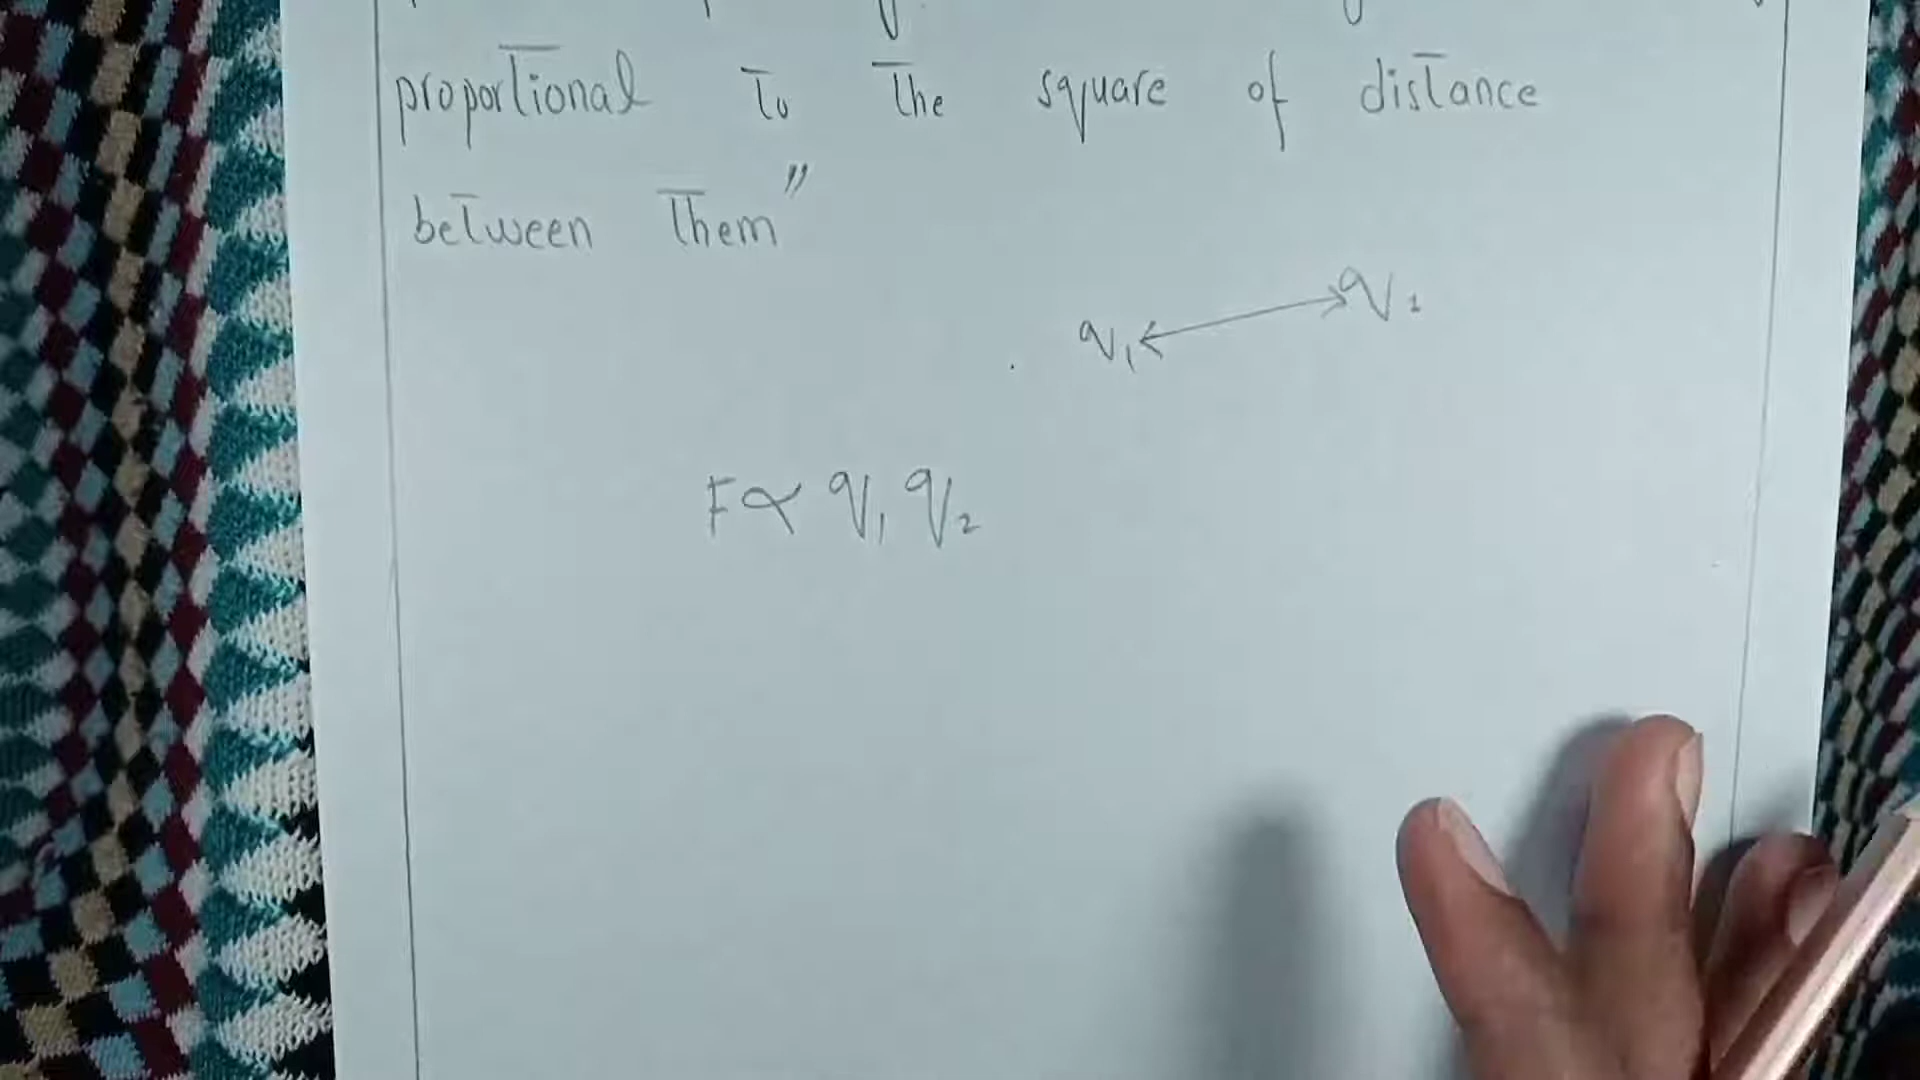 proportional to the square of distance
between them"
q₁ ⟷ q₂
F ∝ q₁ q₂